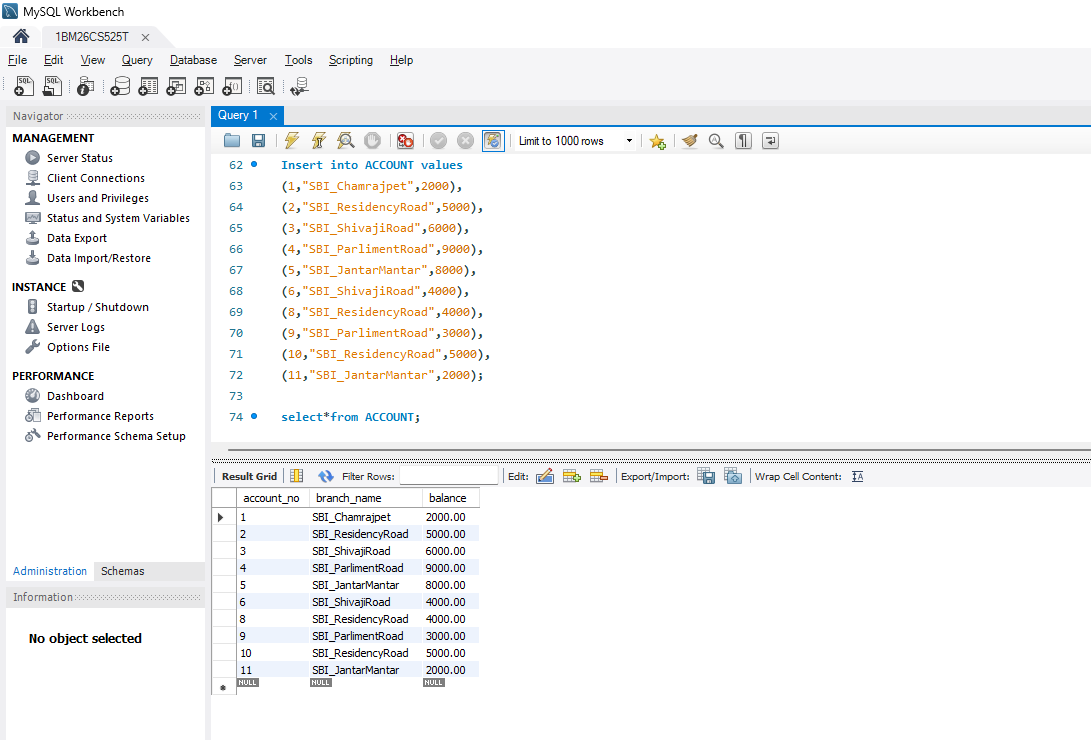 MySQL Workbench
1BM26CS525T
File Edit View Query Database Server Tools Scripting Help
Navigator
MANAGEMENT
Server Status
Client Connections
Users and Privileges
Status and System Variables
Data Export
Data Import/Restore
INSTANCE
Startup / Shutdown
Server Logs
Options File
PERFORMANCE
Dashboard
Performance Reports
Performance Schema Setup
Administration Schemas
Information
No object selected
Query 1
Limit to 1000 rows
62 Insert into ACCOUNT values
63 (1,"SBI_Chamrajpet",2000),
64 (2,"SBI_ResidencyRoad",5000),
65 (3,"SBI_ShivajiRoad",6000),
66 (4,"SBI_ParlimentRoad",9000),
67 (5,"SBI_JantarMantar",8000),
68 (6,"SBI_ShivajiRoad",4000),
69 (8,"SBI_ResidencyRoad",4000),
70 (9,"SBI_ParlimentRoad",3000),
71 (10,"SBI_ResidencyRoad",5000),
72 (11,"SBI_JantarMantar",2000);
73
74 select*from ACCOUNT;
Result Grid Filter Rows: Edit: Export/Import: Wrap Cell Content:
account_no branch_name balance
1 SBI_Chamrajpet 2000.00
2 SBI_ResidencyRoad 5000.00
3 SBI_ShivajiRoad 6000.00
4 SBI_ParlimentRoad 9000.00
5 SBI_JantarMantar 8000.00
6 SBI_ShivajiRoad 4000.00
8 SBI_ResidencyRoad 4000.00
9 SBI_ParlimentRoad 3000.00
10 SBI_ResidencyRoad 5000.00
11 SBI_JantarMantar 2000.00
NULL NULL NULL